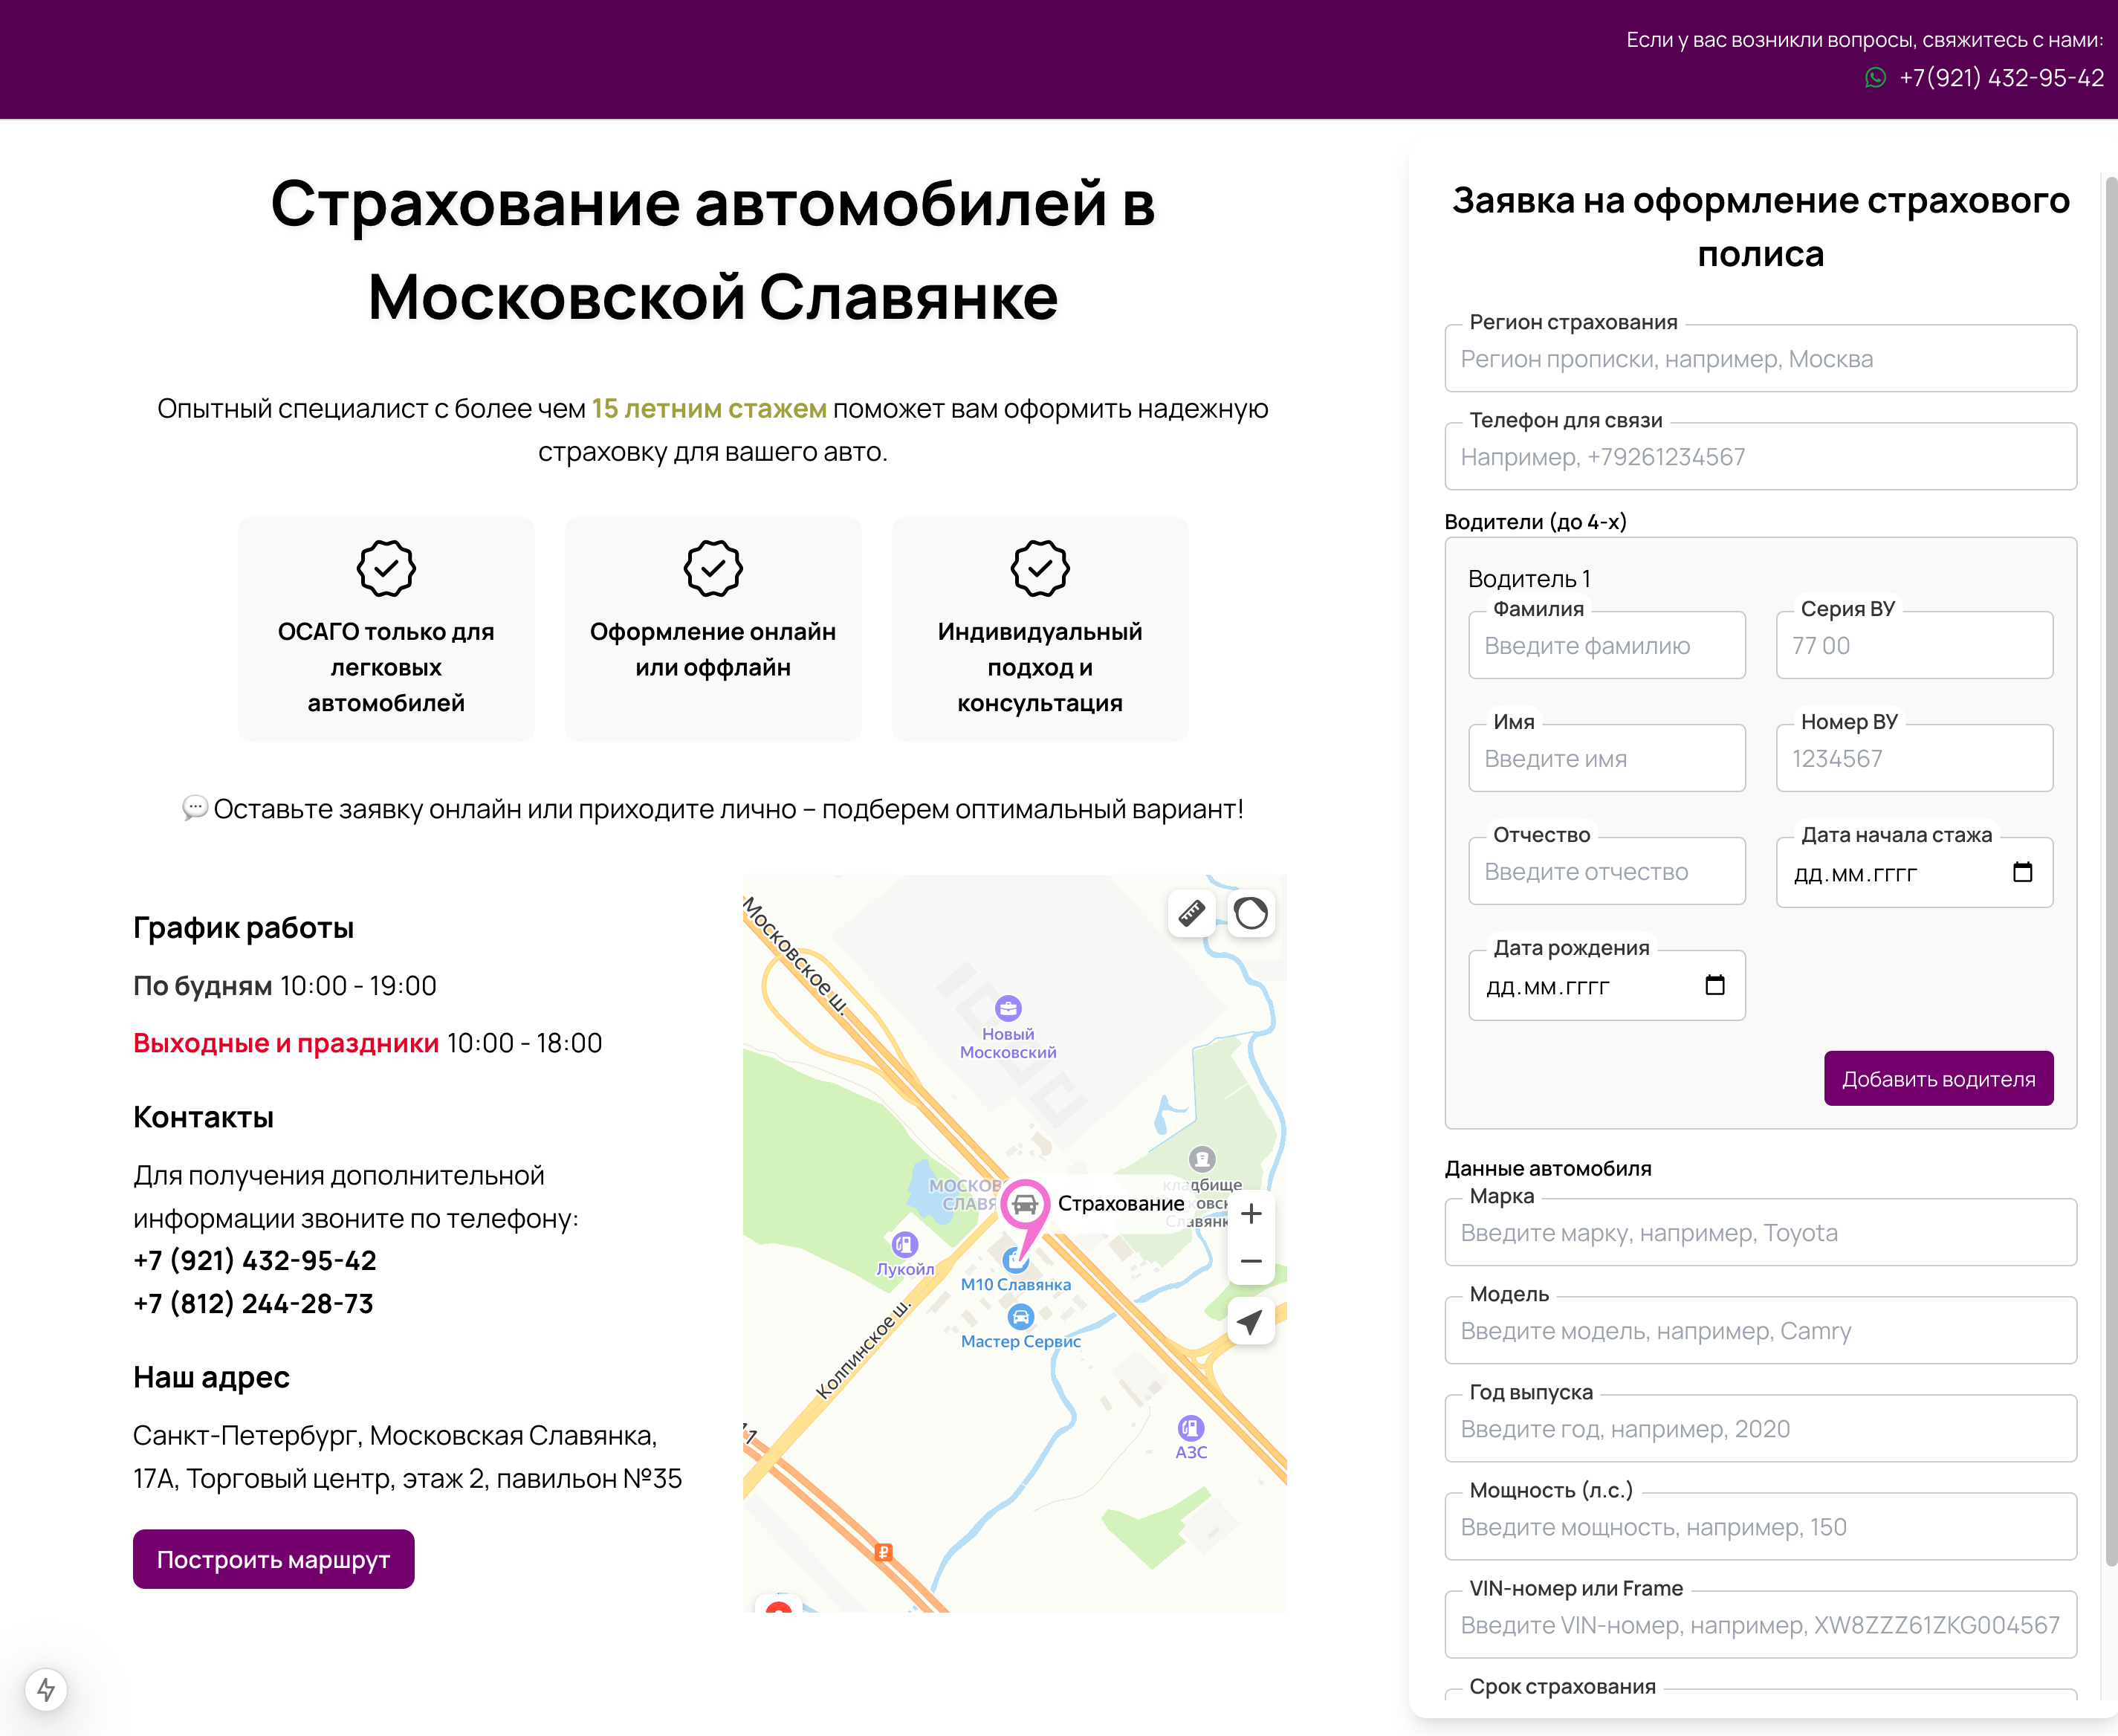 Если у вас возникли вопросы, свяжитесь с нами:
+7(921) 432-95-42
Страхование автомобилей в
Московской Славянке
Опытный специалист с более чем 15 летним стажем поможет вам оформить надежную
страховку для вашего авто.
ОСАГО только для
легковых
автомобилей
Оформление онлайн
или оффлайн
Индивидуальный
подход и
консультация
Оставьте заявку онлайн или приходите лично – подберем оптимальный вариант!
График работы
По будням 10:00 - 19:00
Выходные и праздники 10:00 - 18:00
Контакты
Для получения дополнительной
информации звоните по телефону:
+7 (921) 432-95-42
+7 (812) 244-28-73
Наш адрес
Санкт-Петербург, Московская Славянка,
17А, Торговый центр, этаж 2, павильон №35
Построить маршрут
Московское ш.
Новый
Московский
Страхование
Лукойл
М10 Славянка
Мастер Сервис
Колпинское ш.
АЗС
Заявка на оформление страхового
полиса
Регион страхования
Регион прописки, например, Москва
Телефон для связи
Например, +79261234567
Водители (до 4-х)
Водитель 1
Фамилия
Введите фамилию
Серия ВУ
77 00
Имя
Введите имя
Номер ВУ
1234567
Отчество
Введите отчество
Дата начала стажа
дд.мм.гггг
Дата рождения
дд.мм.гггг
Добавить водителя
Данные автомобиля
Марка
Введите марку, например, Toyota
Модель
Введите модель, например, Camry
Год выпуска
Введите год, например, 2020
Мощность (л.с.)
Введите мощность, например, 150
VIN-номер или Frame
Введите VIN-номер, например, XW8ZZZ61ZKG004567
Срок страхования